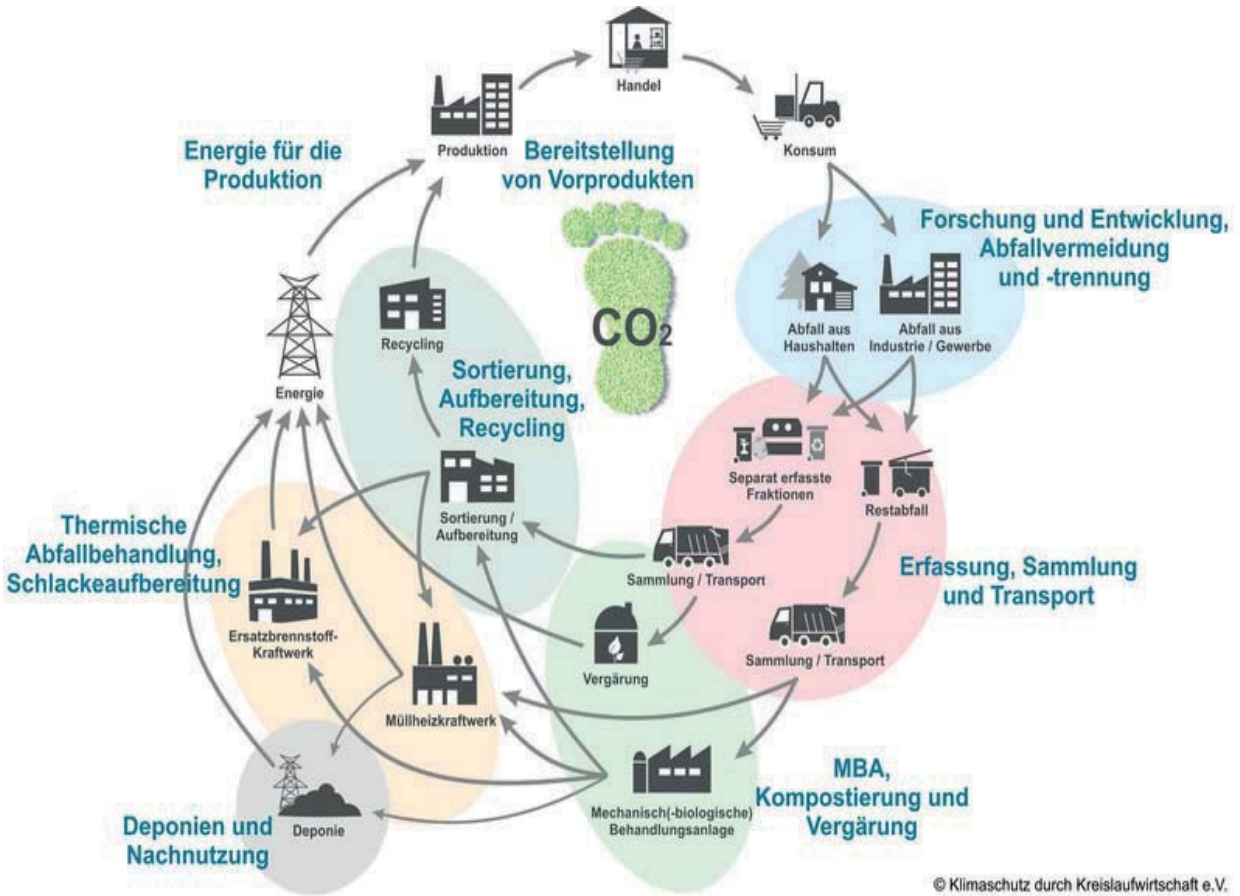 Handel
Produktion
Konsum
Energie für die
Produktion
Bereitstellung
von Vorprodukten
Forschung und Entwicklung,
Abfallvermeidung
und -trennung
CO₂
Abfall aus
Haushalten
Abfall aus
Industrie / Gewerbe
Recycling
Energie
Sortierung,
Aufbereitung,
Recycling
Separat erfasste
Fraktionen
Restabfall
Sortierung /
Aufbereitung
Thermische
Abfallbehandlung,
Schlackeaufbereitung
Sammlung / Transport
Erfassung, Sammlung
und Transport
Ersatzbrennstoff-
Kraftwerk
Sammlung / Transport
Vergärung
Müllheizkraftwerk
MBA,
Kompostierung und
Vergärung
Mechanisch(-biologische)
Behandlungsanlage
Deponie
Deponien und
Nachnutzung
© Klimaschutz durch Kreislaufwirtschaft e.V.